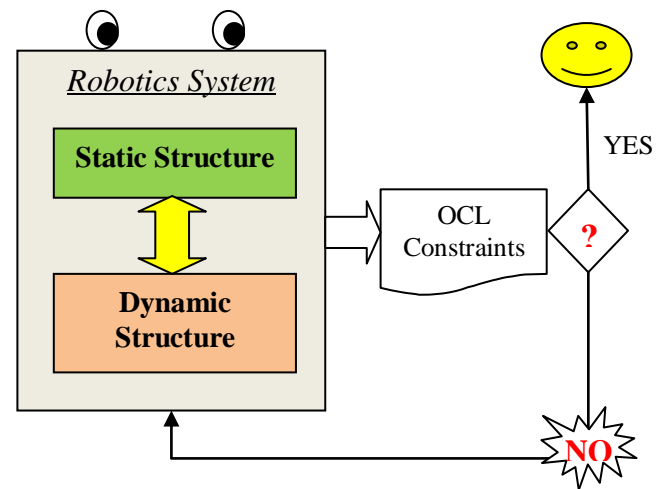 Robotics System
Static Structure
Dynamic
Structure
OCL
Constraints
?
YES
NO